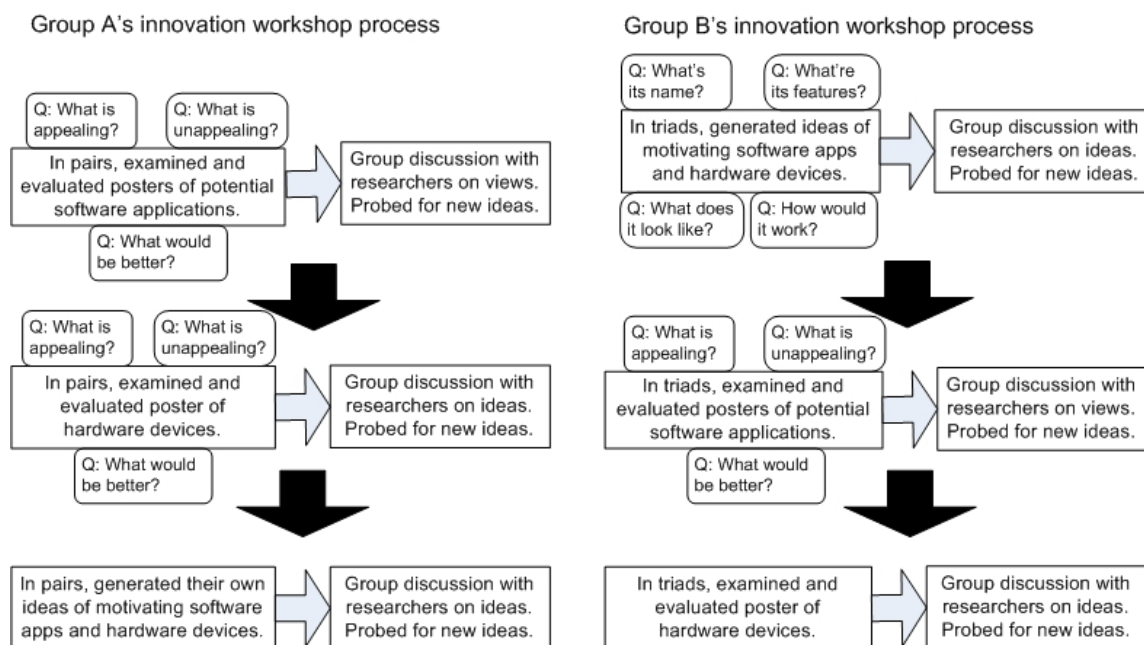 Group A's innovation workshop process
Q: What is
appealing?
Q: What is
unappealing?
In pairs, examined and
evaluated posters of potential
software applications.
Group discussion with
researchers on views.
Probed for new ideas.
Q: What would
be better?
Q: What is
appealing?
Q: What is
unappealing?
In pairs, examined and
evaluated poster of
hardware devices.
Group discussion with
researchers on ideas.
Probed for new ideas.
Q: What would
be better?
In pairs, generated their own
ideas of motivating software
apps and hardware devices.
Group discussion with
researchers on ideas.
Probed for new ideas.
Group B's innovation workshop process
Q: What's
its name?
Q: What're
its features?
In triads, generated ideas of
motivating software apps
and hardware devices.
Group discussion with
researchers on ideas.
Probed for new ideas.
Q: What does
it look like?
Q: How would
it work?
Q: What is
appealing?
Q: What is
unappealing?
In triads, examined and
evaluated posters of potential
software applications.
Group discussion with
researchers on views.
Probed for new ideas.
Q: What would
be better?
In triads, examined and
evaluated poster of
hardware devices.
Group discussion with
researchers on ideas.
Probed for new ideas.